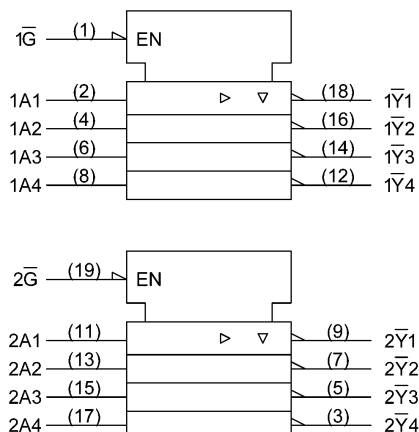 1G̅ (1) EN
1A1 (2) (18) 1Y̅1
1A2 (4) (16) 1Y̅2
1A3 (6) (14) 1Y̅3
1A4 (8) (12) 1Y̅4
2G̅ (19) EN
2A1 (11) (9) 2Y̅1
2A2 (13) (7) 2Y̅2
2A3 (15) (5) 2Y̅3
2A4 (17) (3) 2Y̅4